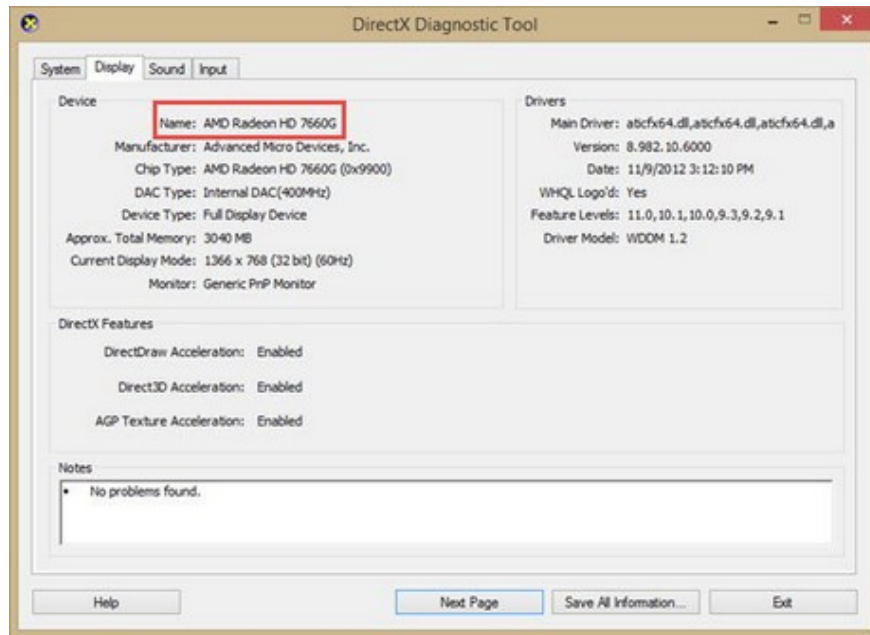 DirectX Diagnostic Tool
System Display Sound Input
Device
Name: AMD Radeon HD 7660G
Manufacturer: Advanced Micro Devices, Inc.
Chip Type: AMD Radeon HD 7660G (0x9900)
DAC Type: Internal DAC(400MHz)
Device Type: Full Display Device
Approx. Total Memory: 3040 MB
Current Display Mode: 1366 x 768 (32 bit) (60Hz)
Monitor: Generic PnP Monitor
Drivers
Main Driver: aticfx64.dll,aticfx64.dll,aticfx64.dll,a
Version: 8.982.10.6000
Date: 11/9/2012 3:12:10 PM
WHQL Logo'd: Yes
Feature Levels: 11.0,10.1,10.0,9.3,9.2,9.1
Driver Model: WDDM 1.2
DirectX Features
DirectDraw Acceleration: Enabled
Direct3D Acceleration: Enabled
AGP Texture Acceleration: Enabled
Notes
• No problems found.
Help Next Page Save All Information... Exit